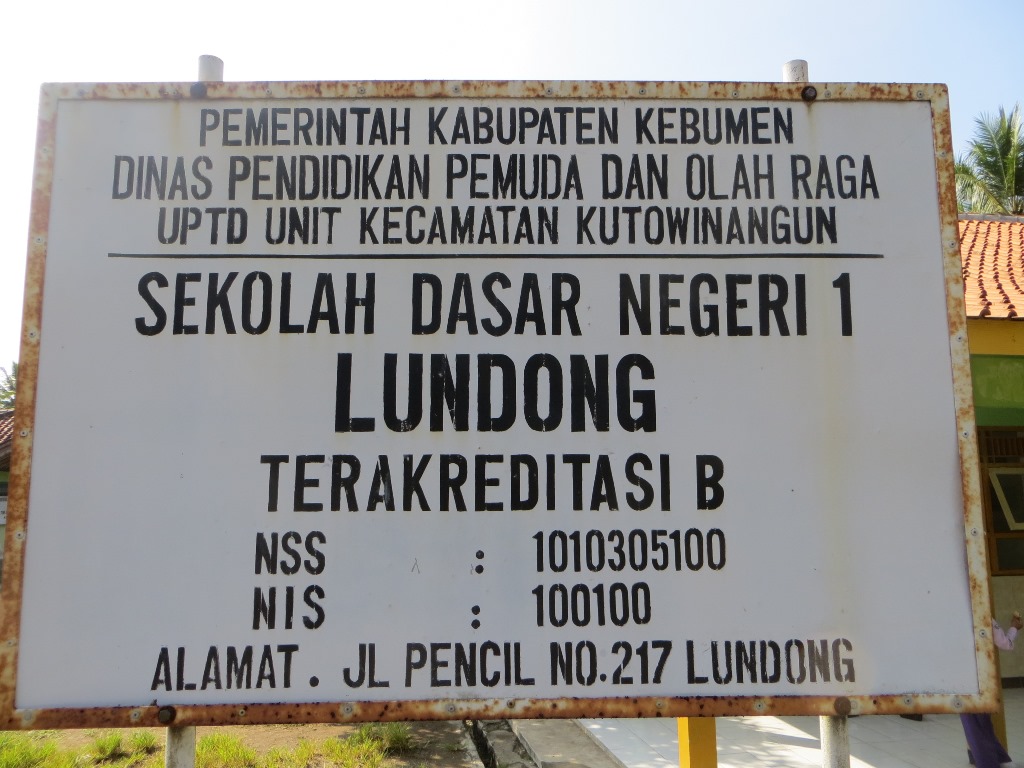 PEMERINTAH KABUPATEN KEBUMEN
DINAS PENDIDIKAN PEMUDA DAN OLAH RAGA
UPTD UNIT KECAMATAN KUTOWINANGUN
SEKOLAH DASAR NEGERI 1
LUNDONG
TERAKREDITASI B
NSS : 1010305100
NIS : 100100
ALAMAT . JL PENCIL NO.217 LUNDONG